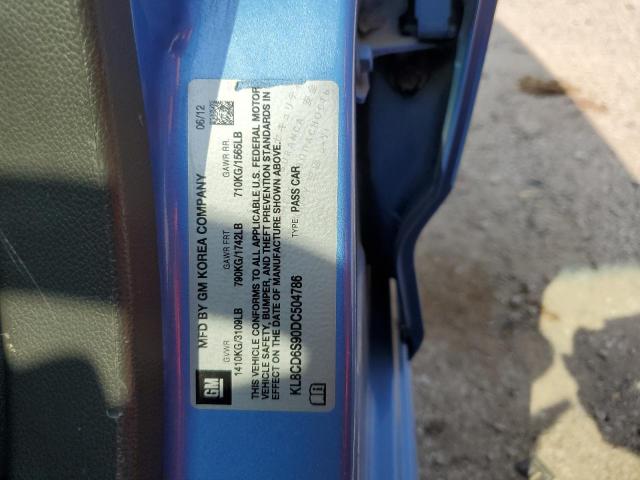 GM
MFD BY GM KOREA COMPANY 06/12
GVWR GAWR FRT GAWR RR
1410KG/3109LB 790KG/1742LB 710KG/1565LB
THIS VEHICLE CONFORMS TO ALL APPLICABLE U.S. FEDERAL MOTOR
VEHICLE SAFETY, BUMPER, AND THEFT PREVENTION STANDARDS IN
EFFECT ON THE DATE OF MANUFACTURE SHOWN ABOVE.
KL8CD6S90DC504786 TYPE: PASS CAR